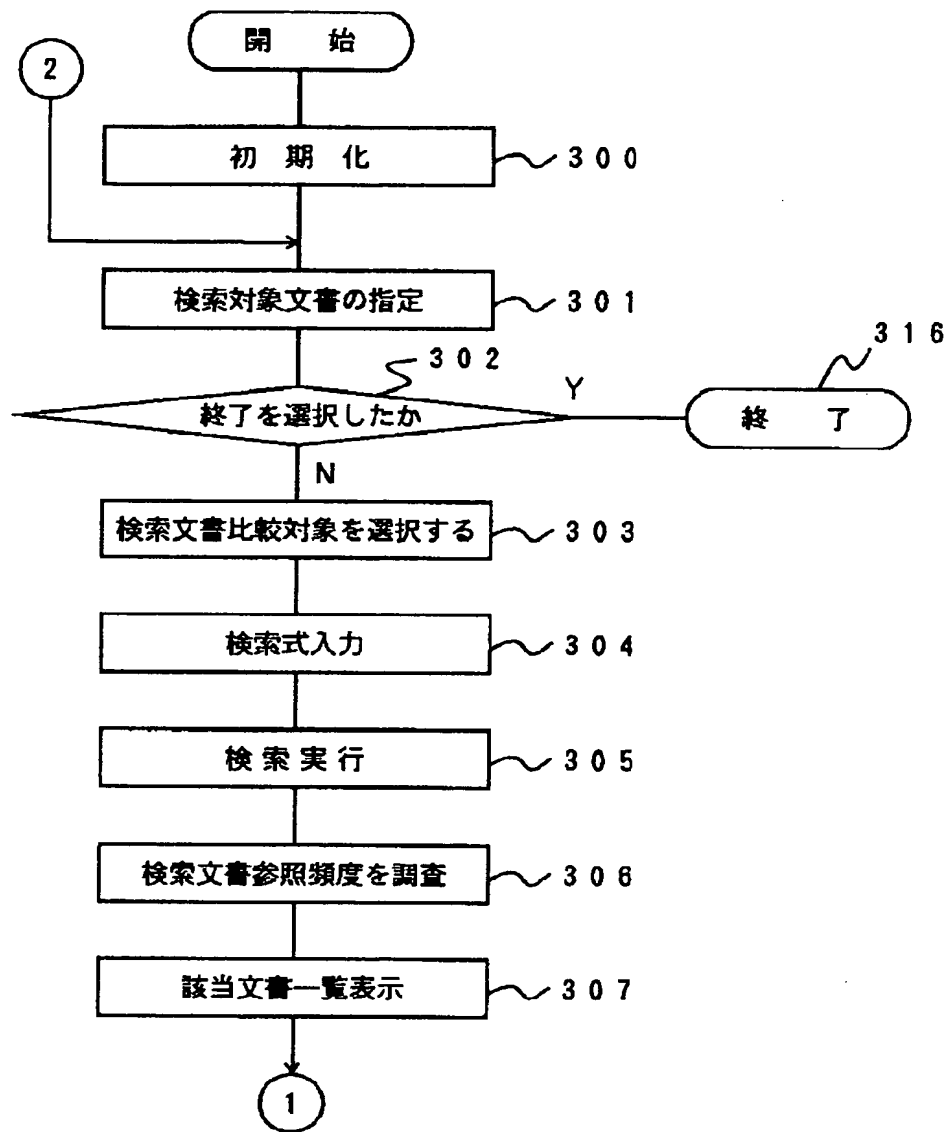 開 始
2
初 期 化
300
検索対象文書の指定
301
302
316
終了を選択したか
Y
終 了
N
検索文書比較対象を選択する
303
検索式入力
304
検 索 実 行
305
検索文書参照頻度を調査
306
該当文書一覧表示
307
1